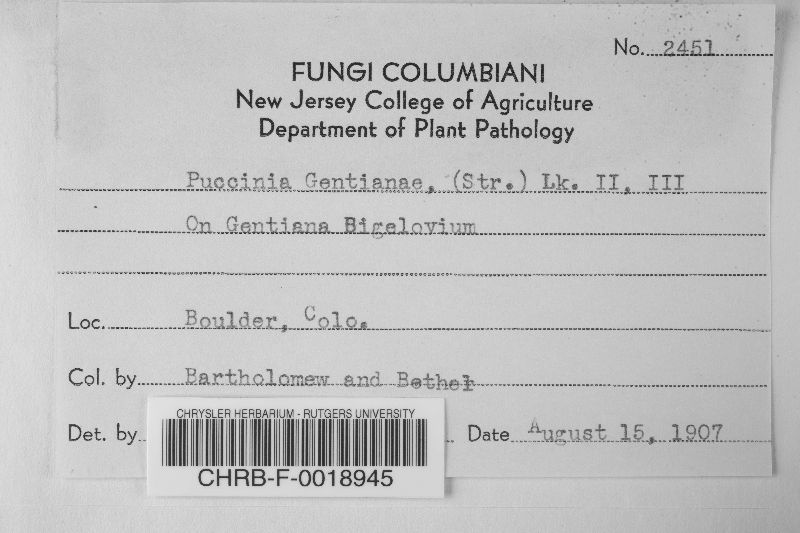 No. 2451
FUNGI COLUMBIANI
New Jersey College of Agriculture
Department of Plant Pathology
Puccinia Gentianae, (Str.) Lk. II, III
On Gentiana Bigelovium
Loc. Boulder, Colo.
Col. by Bartholomew and Bethel
Det. by Date August 15, 1907
CHRYSLER HERBARIUM - RUTGERS UNIVERSITY
CHRB-F-0018945